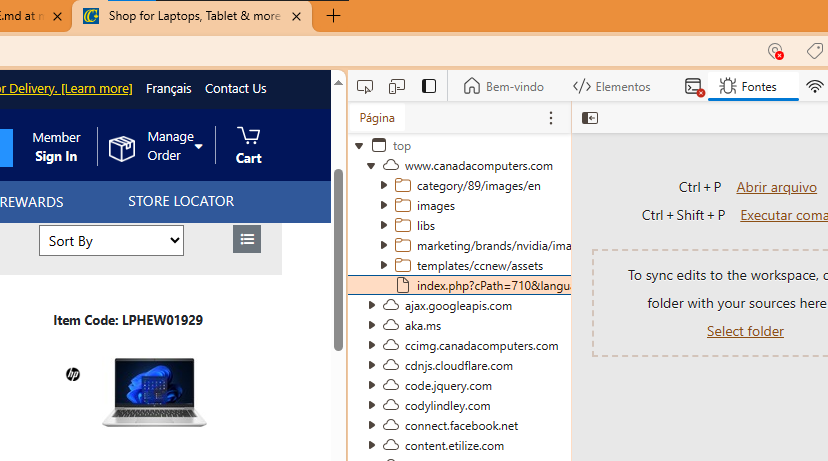 E.md at n
Shop for Laptops, Tablet & more
or Delivery. [Learn more] Français Contact Us
Member
Sign In
Manage
Order
Cart
REWARDS STORE LOCATOR
Sort By
Item Code: LPHEW01929
hp
Bem-vindo Elementos Fontes
Página
top
www.canadacomputers.com
category/89/images/en
images
libs
marketing/brands/nvidia/ima
templates/ccnew/assets
index.php?cPath=710&langua
ajax.googleapis.com
aka.ms
ccimg.canadacomputers.com
cdnjs.cloudflare.com
code.jquery.com
codylindley.com
connect.facebook.net
content.etilize.com
Ctrl + P Abrir arquivo
Ctrl + Shift + P Executar coma
To sync edits to the workspace, d
folder with your sources here
Select folder